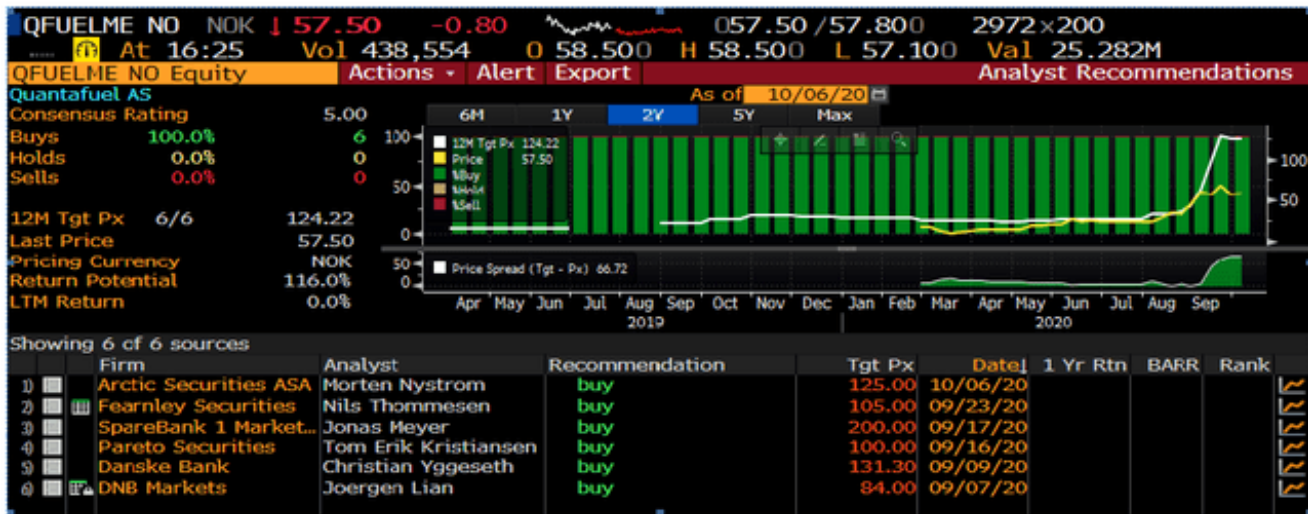 QFUELME NO NOK ↓ 57.50 -0.80 057.50 / 57.800 2972×200
At 16:25 Vol 438,554 O 58.500 H 58.500 L 57.100 Val 25.282M
QFUELME NO Equity Actions Alert Export Analyst Recommendations
Quantafuel AS As of 10/06/20
Consensus Rating 5.00 6M 1Y 2Y 5Y Max
Buys 100.0% 6
Holds 0.0% 0
Sells 0.0% 0
12M Tgt Px 6/6 124.22
Last Price 57.50
Pricing Currency NOK
Return Potential 116.0%
LTM Return 0.0%
12M Tgt Px 124.22
Price 57.50
%Buy
%Hold
%Sell
100
50
0
100
50
50
0
Price Spread (Tgt - Px) 66.72
Apr May Jun Jul Aug Sep Oct Nov Dec Jan Feb Mar Apr May Jun Jul Aug Sep
2019 2020
Showing 6 of 6 sources
Firm Analyst Recommendation Tgt Px Date↓ 1 Yr Rtn BARR Rank
1) Arctic Securities ASA Morten Nystrom buy 125.00 10/06/20
2) Fearnley Securities Nils Thommesen buy 105.00 09/23/20
3) SpareBank 1 Market... Jonas Meyer buy 200.00 09/17/20
4) Pareto Securities Tom Erik Kristiansen buy 100.00 09/16/20
5) Danske Bank Christian Yggeseth buy 131.30 09/09/20
6) DNB Markets Joergen Lian buy 84.00 09/07/20